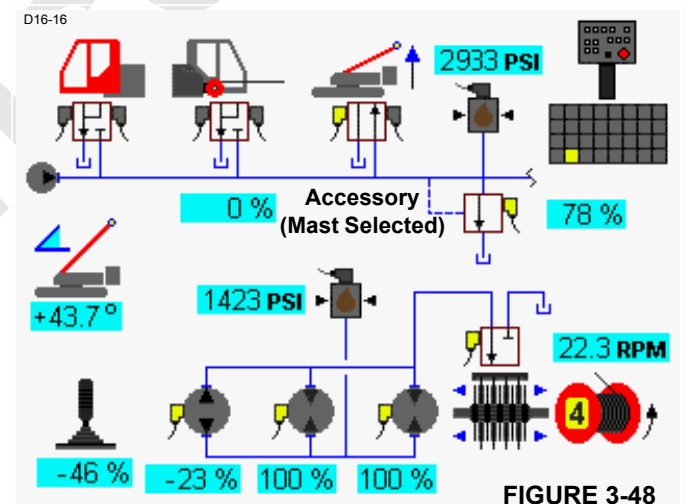 D16-16
2933 PSI
0 %
Accessory
(Mast Selected)
78 %
+43.7°
1423 PSI
22.3 RPM
4
-46 %
-23 %
100 %
100 %
FIGURE 3-48